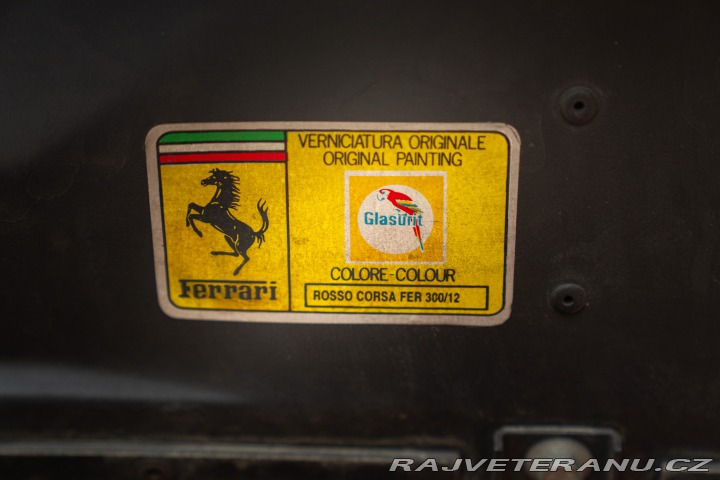 VERNICIATURA ORIGINALE
ORIGINAL PAINTING
Glasurit
Ferrari
COLORE-COLOUR
ROSSO CORSA FER 300/12
RAJVETERANU.CZ